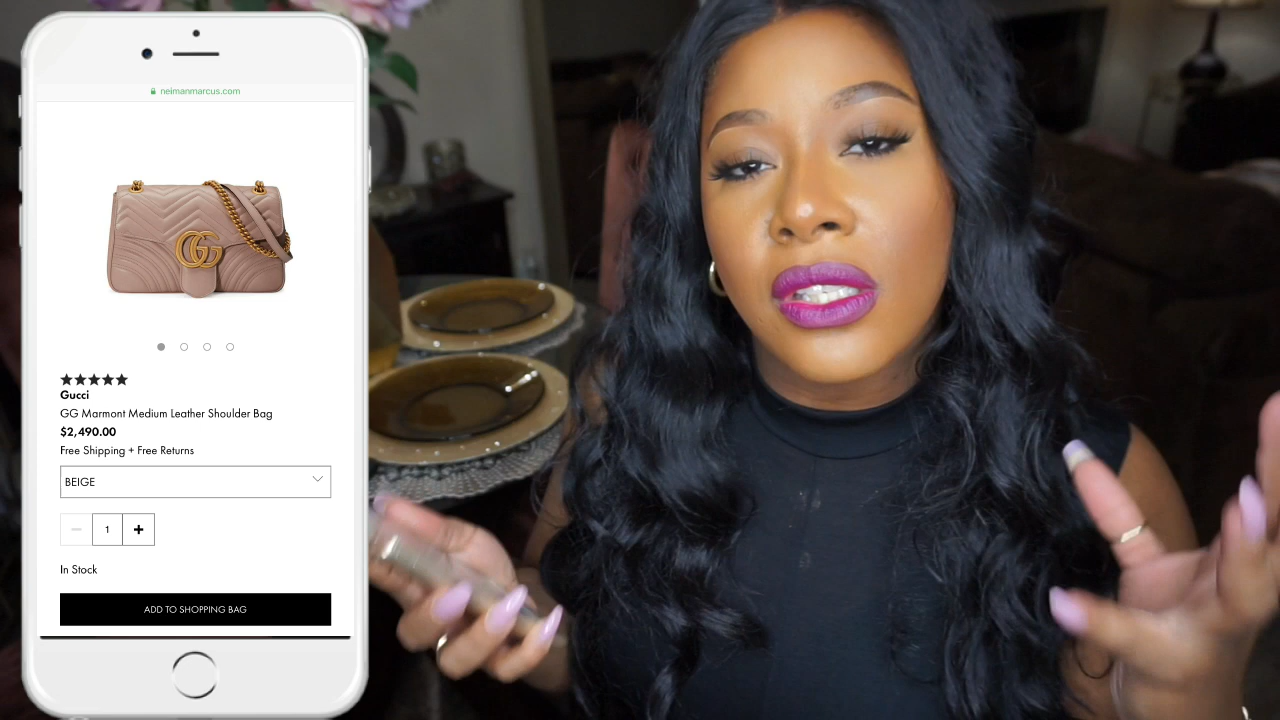 neimanmarcus.com
GG
Gucci
GG Marmont Medium Leather Shoulder Bag
$2,490.00
Free Shipping + Free Returns
BEIGE
1
In Stock
ADD TO SHOPPING BAG